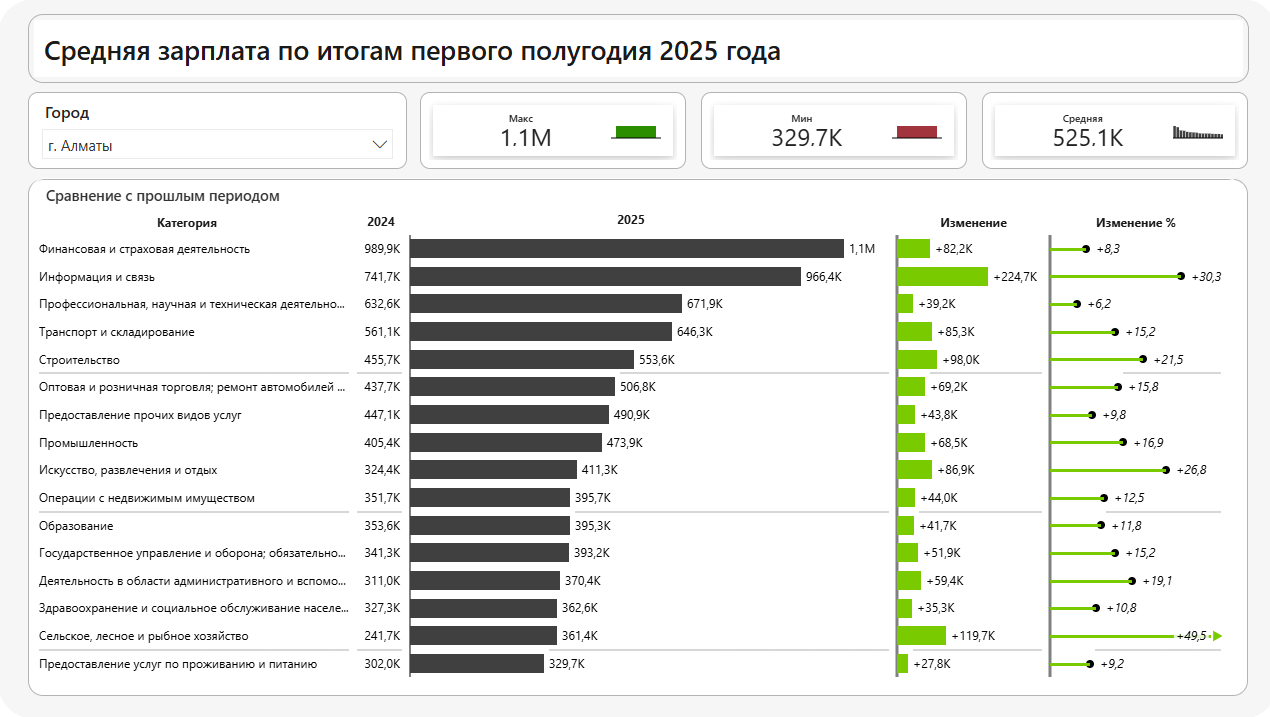 Средняя зарплата по итогам первого полугодия 2025 года
Город
г. Алматы
Макс
1,1M
Мин
329,7K
Средняя
525,1K
Сравнение с прошлым периодом
Категория 2024 2025 Изменение Изменение %
Финансовая и страховая деятельность 989,9K 1,1M +82,2K +8,3
Информация и связь 741,7K 966,4K +224,7K +30,3
Профессиональная, научная и техническая деятельно... 632,6K 671,9K +39,2K +6,2
Транспорт и складирование 561,1K 646,3K +85,3K +15,2
Строительство 455,7K 553,6K +98,0K +21,5
Оптовая и розничная торговля; ремонт автомобилей ... 437,7K 506,8K +69,2K +15,8
Предоставление прочих видов услуг 447,1K 490,9K +43,8K +9,8
Промышленность 405,4K 473,9K +68,5K +16,9
Искусство, развлечения и отдых 324,4K 411,3K +86,9K +26,8
Операции с недвижимым имуществом 351,7K 395,7K +44,0K +12,5
Образование 353,6K 395,3K +41,7K +11,8
Государственное управление и оборона; обязательно... 341,3K 393,2K +51,9K +15,2
Деятельность в области административного и вспомо... 311,0K 370,4K +59,4K +19,1
Здравоохранение и социальное обслуживание населе... 327,3K 362,6K +35,3K +10,8
Сельское, лесное и рыбное хозяйство 241,7K 361,4K +119,7K +49,5
Предоставление услуг по проживанию и питанию 302,0K 329,7K +27,8K +9,2